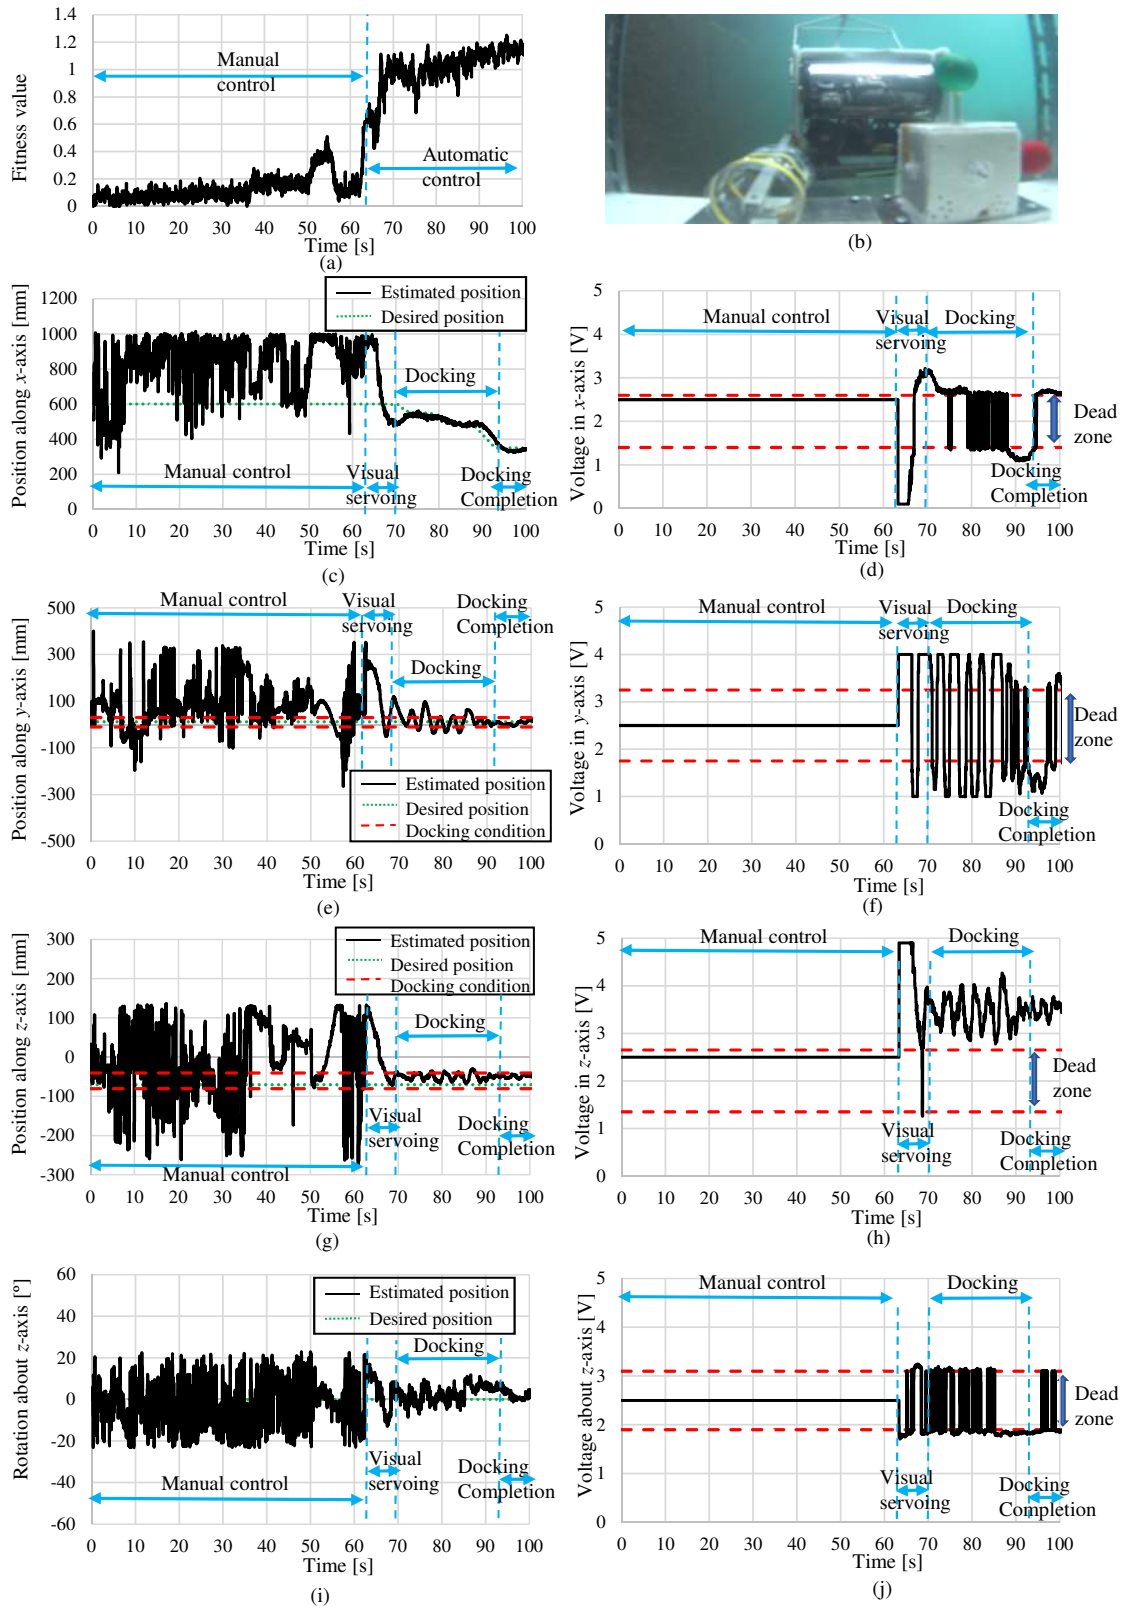 1.4
1.2
1
0.8
0.6
0.4
0.2
0
Fitness value
Manual
control
Automatic
control
0 10 20 30 40 50 60 70 80 90 100
Time [s]
(a)
(b)
Estimated position
Desired position
1200
1000
800
600
400
200
0
Position along x-axis [mm]
Docking
Manual control
Visual
servoing
Docking
Completion
0 10 20 30 40 50 60 70 80 90 100
Time [s]
(c)
5
4
3
2
1
0
Voltage in x-axis [V]
Manual control
Visual
servoing
Docking
Dead
zone
Docking
Completion
0 10 20 30 40 50 60 70 80 90 100
Time [s]
(d)
500
300
100
-100
-300
-500
Position along y-axis [mm]
Manual control
Visual
servoing
Docking
Completion
Docking
Estimated position
Desired position
Docking condition
0 10 20 30 40 50 60 70 80 90 100
Time [s]
(e)
5
4
3
2
1
0
Voltage in y-axis [V]
Manual control
Visual
servoing
Docking
Dead
zone
Docking
Completion
0 10 20 30 40 50 60 70 80 90 100
Time [s]
(f)
300
200
100
0
-100
-200
-300
Position along z-axis [mm]
Estimated position
Desired position
Docking condition
Docking
Visual
servoing
Docking
Completion
Manual control
0 10 20 30 40 50 60 70 80 90 100
Time [s]
(g)
5
4
3
2
1
0
Voltage in z-axis [V]
Manual control
Docking
Dead
zone
Visual
servoing
Docking
Completion
0 10 20 30 40 50 60 70 80 90 100
Time [s]
(h)
60
40
20
0
-20
-40
-60
Rotation about z-axis [º]
Estimated position
Desired position
Docking
Manual control
Visual
servoing
Docking
Completion
0 10 20 30 40 50 60 70 80 90 100
Time [s]
(i)
5
4
3
2
1
0
Voltage about z-axis [V]
Manual control
Docking
Dead
zone
Visual
servoing
Docking
Completion
0 10 20 30 40 50 60 70 80 90 100
Time [s]
(j)